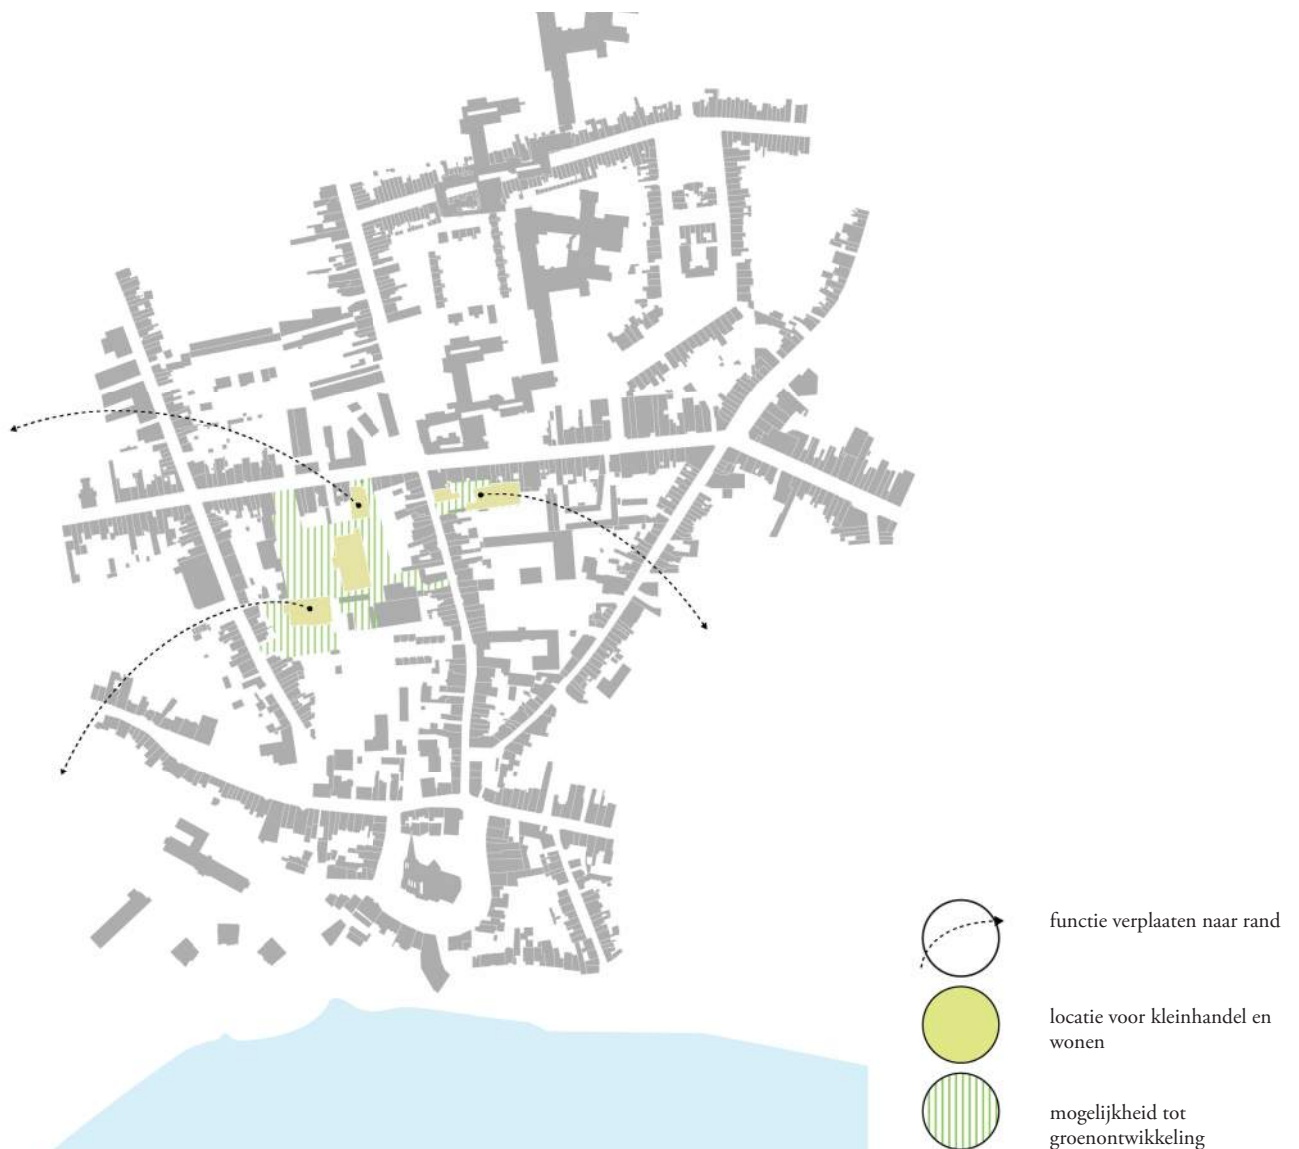 functie verplaaten naar rand
locatie voor kleinhandel en
wonen
mogelijkheid tot
groenontwikkeling